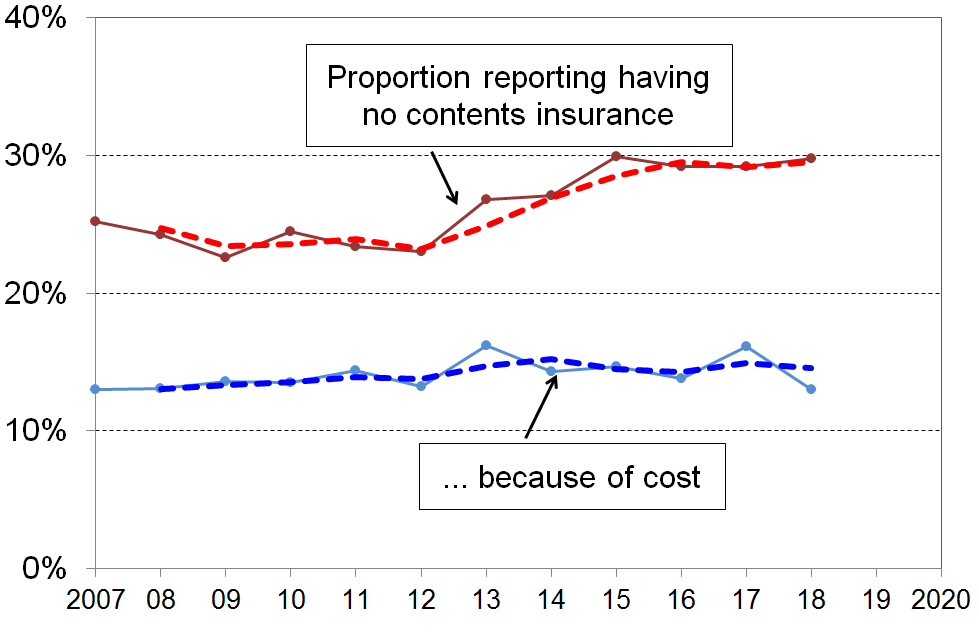 40%
Proportion reporting having
no contents insurance
30%
20%
10%
... because of cost
0%
2007 08 09 10 11 12 13 14 15 16 17 18 19 2020